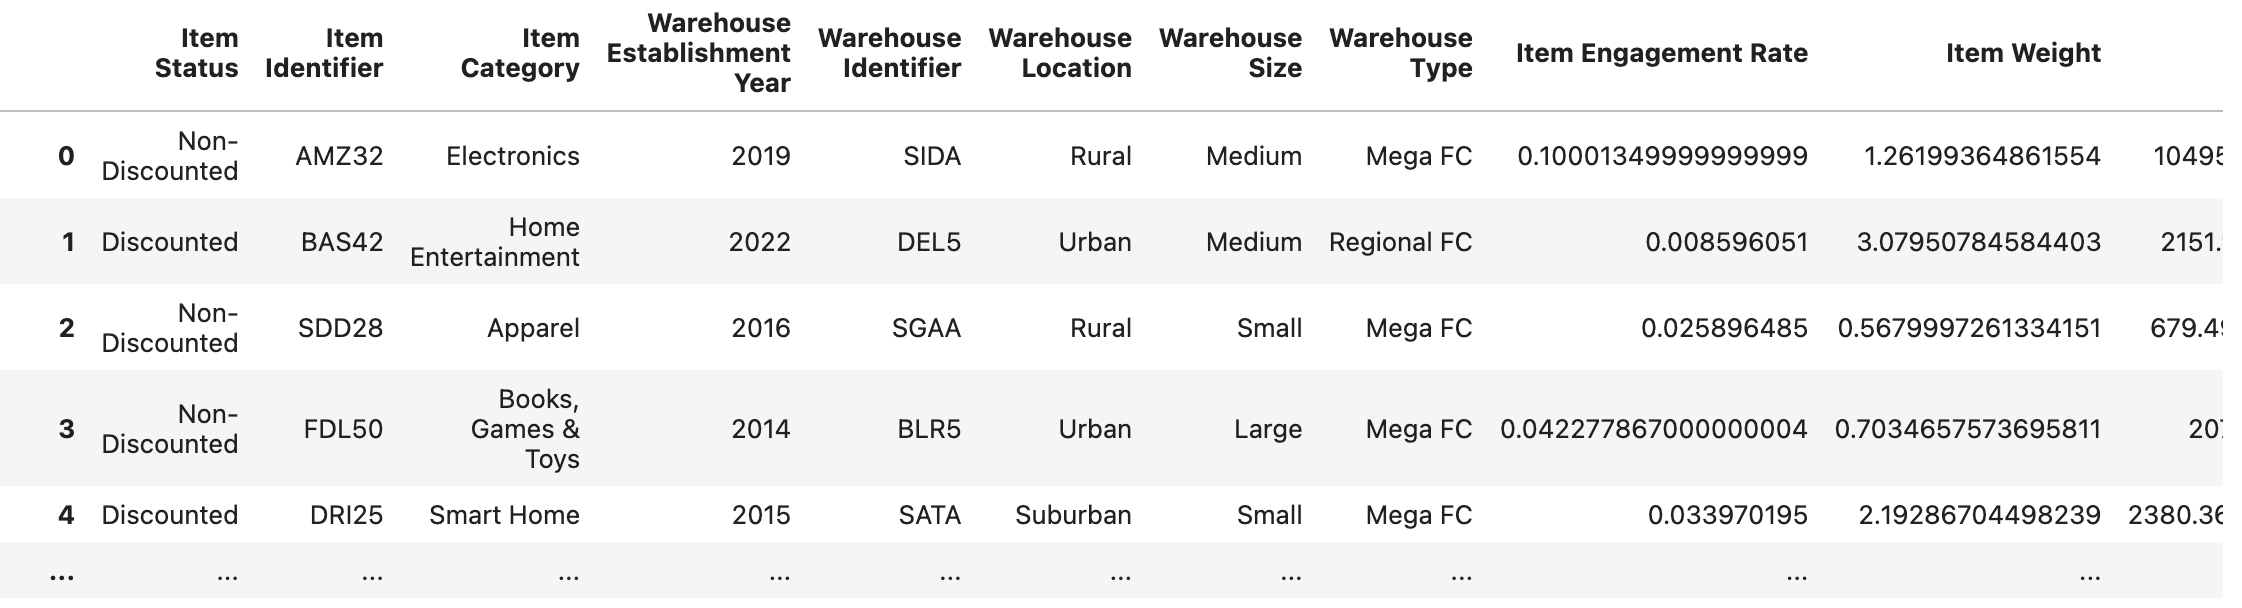 Item Status Item Identifier Item Category Warehouse Establishment Year Warehouse Identifier Warehouse Location Warehouse Size Warehouse Type Item Engagement Rate Item Weight
0 Non-Discounted AMZ32 Electronics 2019 SIDA Rural Medium Mega FC 0.10001349999999999 1.26199364861554 10495
1 Discounted BAS42 Home Entertainment 2022 DEL5 Urban Medium Regional FC 0.008596051 3.07950784584403 2151.
2 Non-Discounted SDD28 Apparel 2016 SGAA Rural Small Mega FC 0.025896485 0.5679997261334151 679.49
3 Non-Discounted FDL50 Books, Games & Toys 2014 BLR5 Urban Large Mega FC 0.042277867000000004 0.7034657573695811 207
4 Discounted DRI25 Smart Home 2015 SATA Suburban Small Mega FC 0.033970195 2.19286704498239 2380.36
... ... ... ... ... ... ... ... ... ... ...